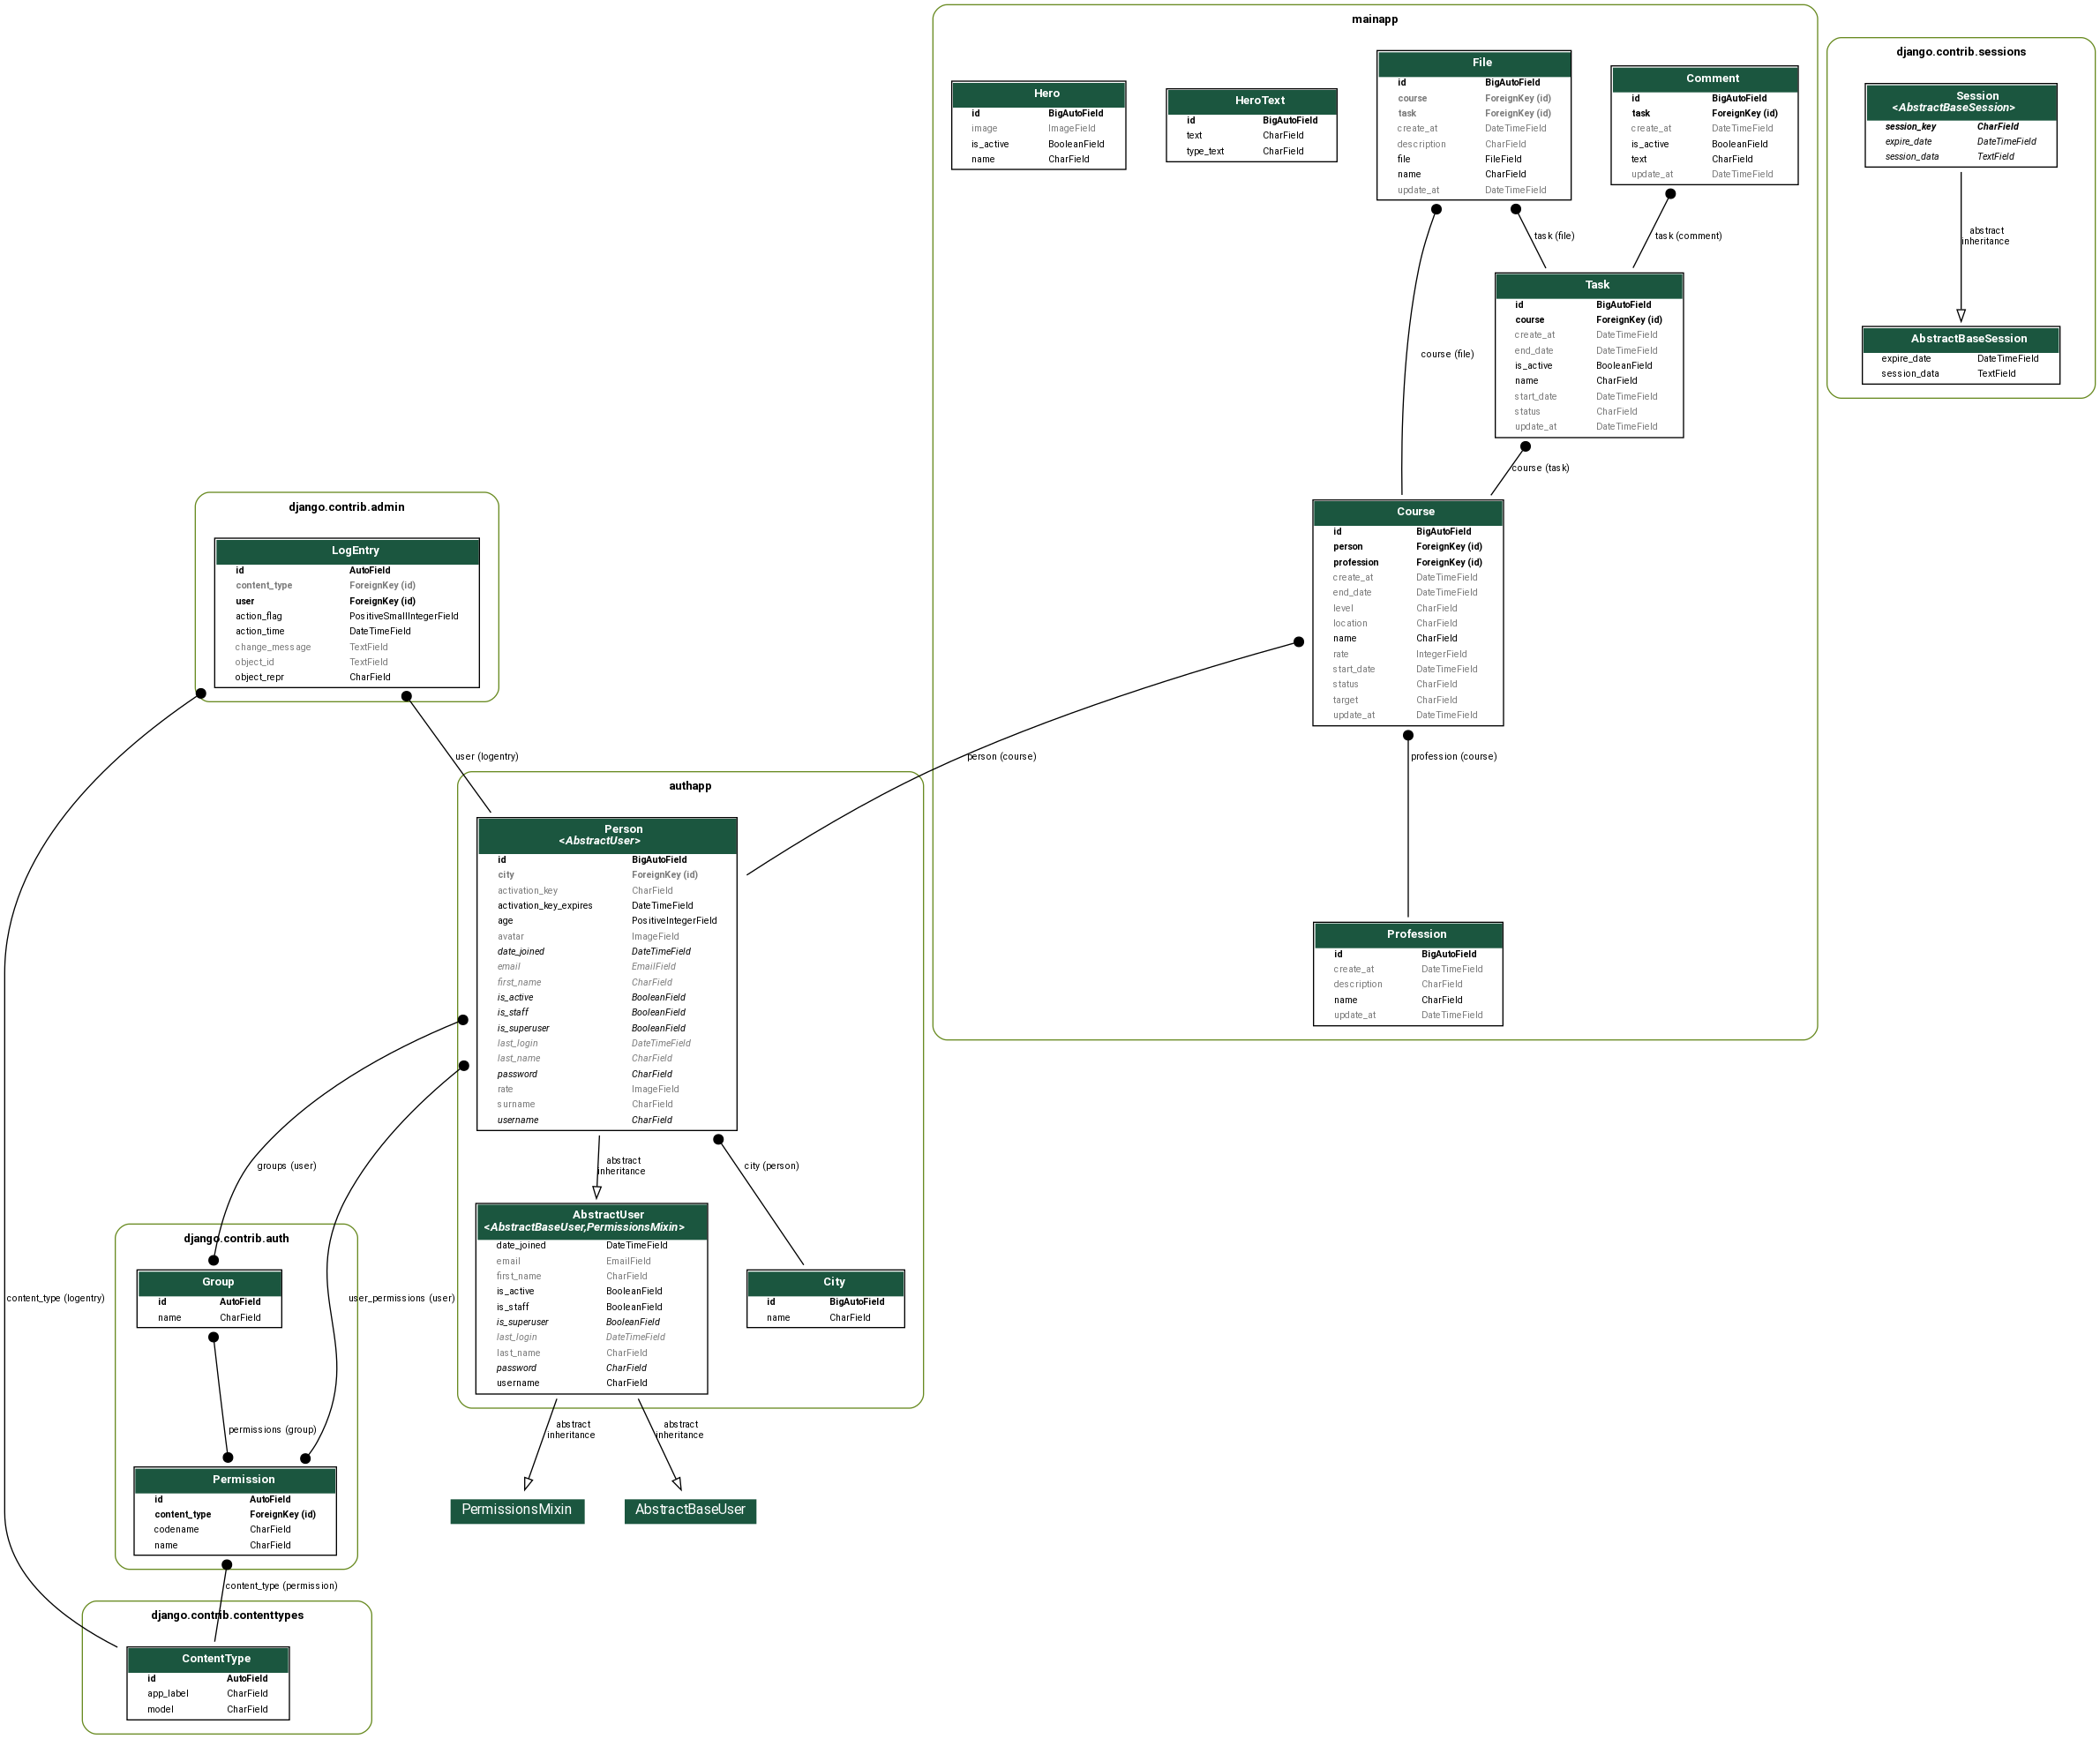 mainapp
Hero
id BigAutoField
image ImageField
is_active BooleanField
name CharField
HeroText
id BigAutoField
text CharField
type_text CharField
File
id BigAutoField
course ForeignKey (id)
task ForeignKey (id)
create_at DateTimeField
description CharField
file FileField
name CharField
update_at DateTimeField
Comment
id BigAutoField
task ForeignKey (id)
create_at DateTimeField
is_active BooleanField
text CharField
update_at DateTimeField
task (file)
task (comment)
Task
id BigAutoField
course ForeignKey (id)
create_at DateTimeField
end_date DateTimeField
is_active BooleanField
name CharField
start_date DateTimeField
status CharField
update_at DateTimeField
course (file)
course (task)
Course
id BigAutoField
person ForeignKey (id)
profession ForeignKey (id)
create_at DateTimeField
end_date DateTimeField
level CharField
location CharField
name CharField
rate IntegerField
start_date DateTimeField
status CharField
target CharField
update_at DateTimeField
person (course)
profession (course)
Profession
id BigAutoField
create_at DateTimeField
description CharField
name CharField
update_at DateTimeField
django.contrib.sessions
Session
<AbstractBaseSession>
session_key CharField
expire_date DateTimeField
session_data TextField
abstract
inheritance
AbstractBaseSession
expire_date DateTimeField
session_data TextField
django.contrib.admin
LogEntry
id AutoField
content_type ForeignKey (id)
user ForeignKey (id)
action_flag PositiveSmallIntegerField
action_time DateTimeField
change_message TextField
object_id TextField
object_repr CharField
user (logentry)
authapp
Person
<AbstractUser>
id BigAutoField
city ForeignKey (id)
activation_key CharField
activation_key_expires DateTimeField
age PositiveIntegerField
avatar ImageField
date_joined DateTimeField
email EmailField
first_name CharField
is_active BooleanField
is_staff BooleanField
is_superuser BooleanField
last_login DateTimeField
last_name CharField
password CharField
rate ImageField
surname CharField
username CharField
groups (user)
abstract
inheritance
city (person)
AbstractUser
<AbstractBaseUser,PermissionsMixin>
date_joined DateTimeField
email EmailField
first_name CharField
is_active BooleanField
is_staff BooleanField
is_superuser BooleanField
last_login DateTimeField
last_name CharField
password CharField
username CharField
City
id BigAutoField
name CharField
abstract
inheritance
abstract
inheritance
PermissionsMixin
AbstractBaseUser
content_type (logentry)
user_permissions (user)
django.contrib.auth
Group
id AutoField
name CharField
permissions (group)
Permission
id AutoField
content_type ForeignKey (id)
codename CharField
name CharField
content_type (permission)
django.contrib.contenttypes
ContentType
id AutoField
app_label CharField
model CharField